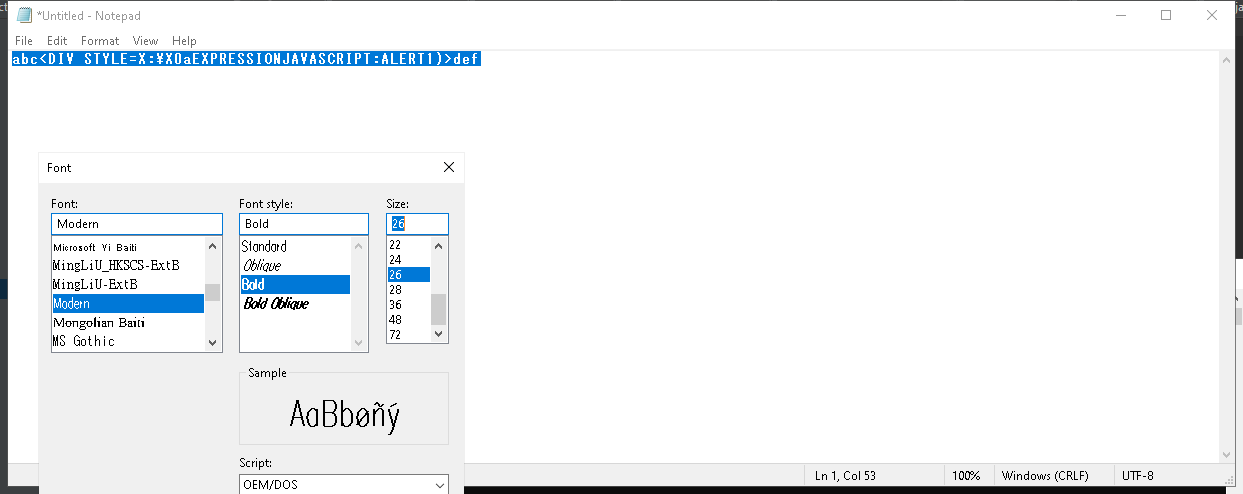 *Untitled - Notepad
File Edit Format View Help
abc<DIV STYLE=X:¥X0aEXPRESSIONJAVASCRIPT:ALERT1)>def
Font
Font:
Modern
Microsoft Yi Baiti
MingLiU_HKSCS-ExtB
MingLiU-ExtB
Modern
Mongolian Baiti
MS Gothic
Font style:
Bold
Standard
Oblique
Bold
Bold Oblique
Size:
26
22
24
26
28
36
48
72
Sample
AaBbøñý
Script:
OEM/DOS
Ln 1, Col 53 100% Windows (CRLF) UTF-8